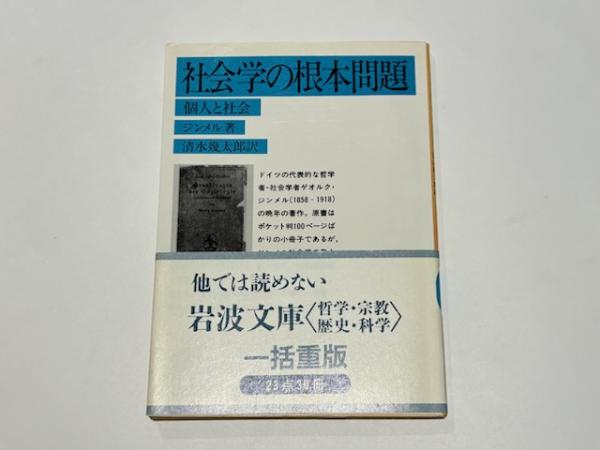 社会学の根本問題
個人と社会
ジンメル 著
清水幾太郎訳
ドイツの代表的な哲学
者・社会学者ゲオルク・
ジンメル(1858-1918)
の晩年の著作。原書は
ポケット判100ページば
かりの小冊子であるが、
他では読めない
岩波文庫〈哲学・宗教
歴史・科学〉
一括重版